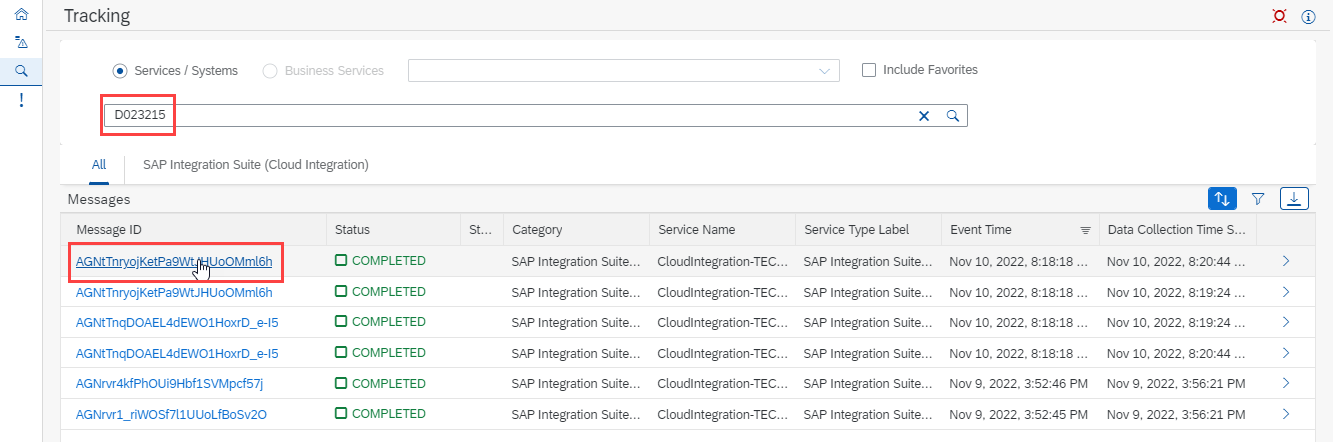 Tracking
Services / Systems Business Services Include Favorites
D023215
All SAP Integration Suite (Cloud Integration)
Messages
Message ID Status St... Category Service Name Service Type Label Event Time Data Collection Time S...
AGNtTnryojKetPa9WtJHUoOMml6h COMPLETED SAP Integration Suite... CloudIntegration-TEC... SAP Integration Suite... Nov 10, 2022, 8:18:18 ... Nov 10, 2022, 8:20:44 ...
AGNtTnryojKetPa9WtJHUoOMml6h COMPLETED SAP Integration Suite... CloudIntegration-TEC... SAP Integration Suite... Nov 10, 2022, 8:18:18 ... Nov 10, 2022, 8:19:24 ...
AGNtTnqDOAEL4dEWO1HoxrD_e-I5 COMPLETED SAP Integration Suite... CloudIntegration-TEC... SAP Integration Suite... Nov 10, 2022, 8:18:18 ... Nov 10, 2022, 8:19:24 ...
AGNtTnqDOAEL4dEWO1HoxrD_e-I5 COMPLETED SAP Integration Suite... CloudIntegration-TEC... SAP Integration Suite... Nov 10, 2022, 8:18:18 ... Nov 10, 2022, 8:20:44 ...
AGNrvr4kfPhOUi9Hbf1SVMpcf57j COMPLETED SAP Integration Suite... CloudIntegration-TEC... SAP Integration Suite... Nov 9, 2022, 3:52:46 PM Nov 9, 2022, 3:56:21 PM
AGNrvr1_riWOSf7l1UUoLfBoSv2O COMPLETED SAP Integration Suite... CloudIntegration-TEC... SAP Integration Suite... Nov 9, 2022, 3:52:45 PM Nov 9, 2022, 3:56:21 PM